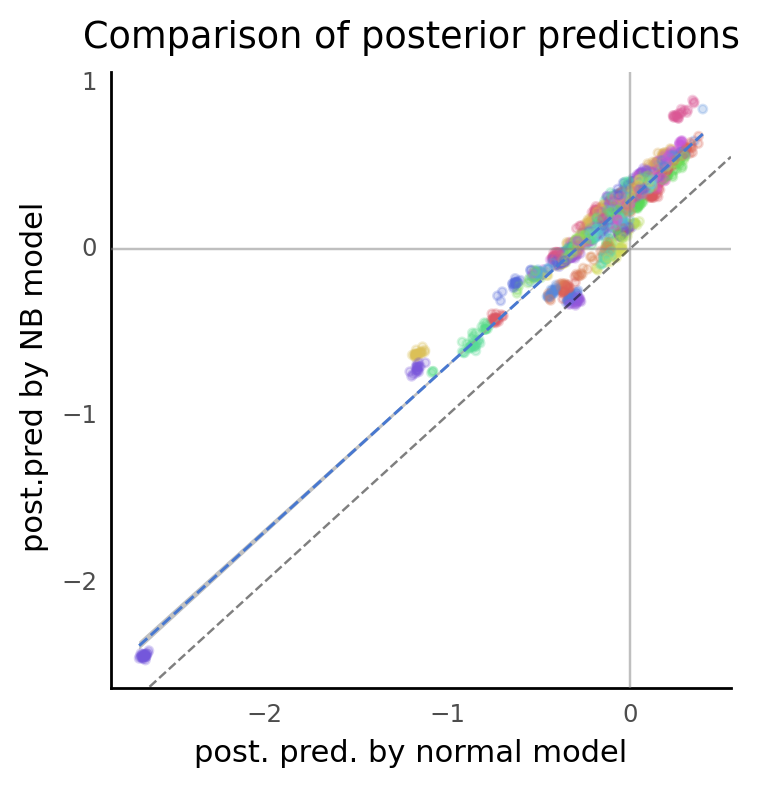 Comparison of posterior predictions
1
0
−1
−2
post.pred by NB model
−2
−1
0
post. pred. by normal model